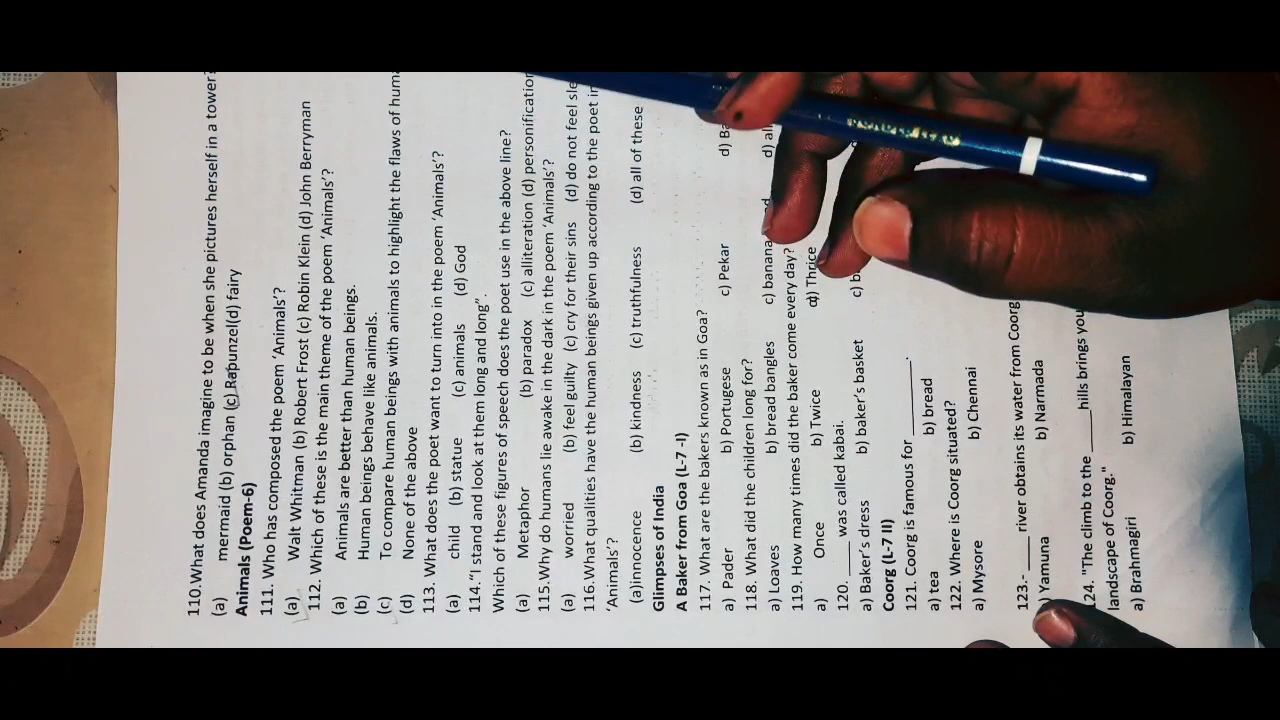 110.What does Amanda imagine to be when she pictures herself in a tower?
(a) mermaid (b) orphan (c) Rapunzel(d) fairy
Animals (Poem-6)
111. Who has composed the poem 'Animals'?
(a) Walt Whitman (b) Robert Frost (c) Robin Klein (d) John Berryman
112. Which of these is the main theme of the poem 'Animals'?
(a) Animals are better than human beings.
(b) Human beings behave like animals.
(c) To compare human beings with animals to highlight the flaws of
(d) None of the above
113. What does the poet want to turn into in the poem 'Animals'?
(a) child (b) statue (c) animals (d) God
114."I stand and look at them long and long".
Which of these figures of speech does the poet use in the above line?
(a) Metaphor (b) paradox (c) alliteration (d) personification
115.Why do humans lie awake in the dark in the poem 'Animals'?
(a) worried (b) feel guilty (c) cry for their sins (d) do not feel
116.What qualities have the human beings given up according to the poet in
'Animals'?
(a)innocence (b) kindness (c) truthfulness (d) all of these
Glimpses of India
A Baker from Goa (L-7 -I)
117. What are the bakers known as in Goa?
a) Pader b) Portugese c) Pekar d)
118. What did the children long for?
a) Loaves b) bread bangles c) banana d)
119. How many times did the baker come every day?
a) Once b) Twice d) Thrice
120. ____ was called kabai.
a) Baker's dress b) baker's basket c)
Coorg (L-7 II)
121. Coorg is famous for ________.
a) tea b) bread
122. Where is Coorg situated?
a) Mysore b) Chennai
123.- ____ river obtains its water from Coorg
Yamuna b) Narmada
124. "The climb to the _____hills brings you
landscape of Coorg."
a) Brahmagiri b) Himalayan